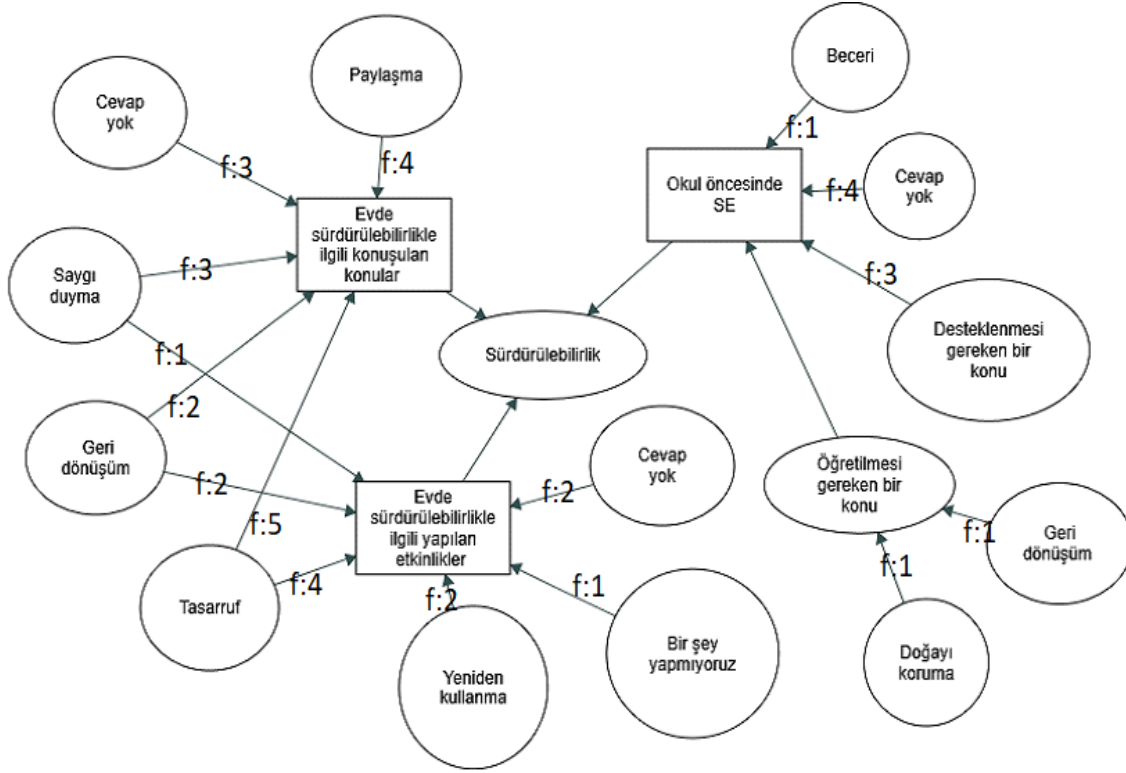 Beceri
Paylaşma
Cevap
yok
f:1
f:3
f:4
Okul öncesinde
SE
f:4
Cevap
yok
Evde
sürdürülebilirlikle
ilgili konuşulan
konular
Saygı
duyma
f:3
f:3
Desteklenmesi
gereken bir
konu
f:1
Sürdürülebilirlik
f:2
Geri
dönüşüm
f:2
Cevap
yok
f:2
Öğretilmesi
gereken bir
konu
Evde
sürdürülebilirlikle
ilgili yapılan
etkinlikler
f:5
f:1
Geri
dönüşüm
f:4
f:2
f:1
f:1
Tasarruf
Yeniden
kullanma
Bir şey
yapmıyoruz
Doğayı
koruma